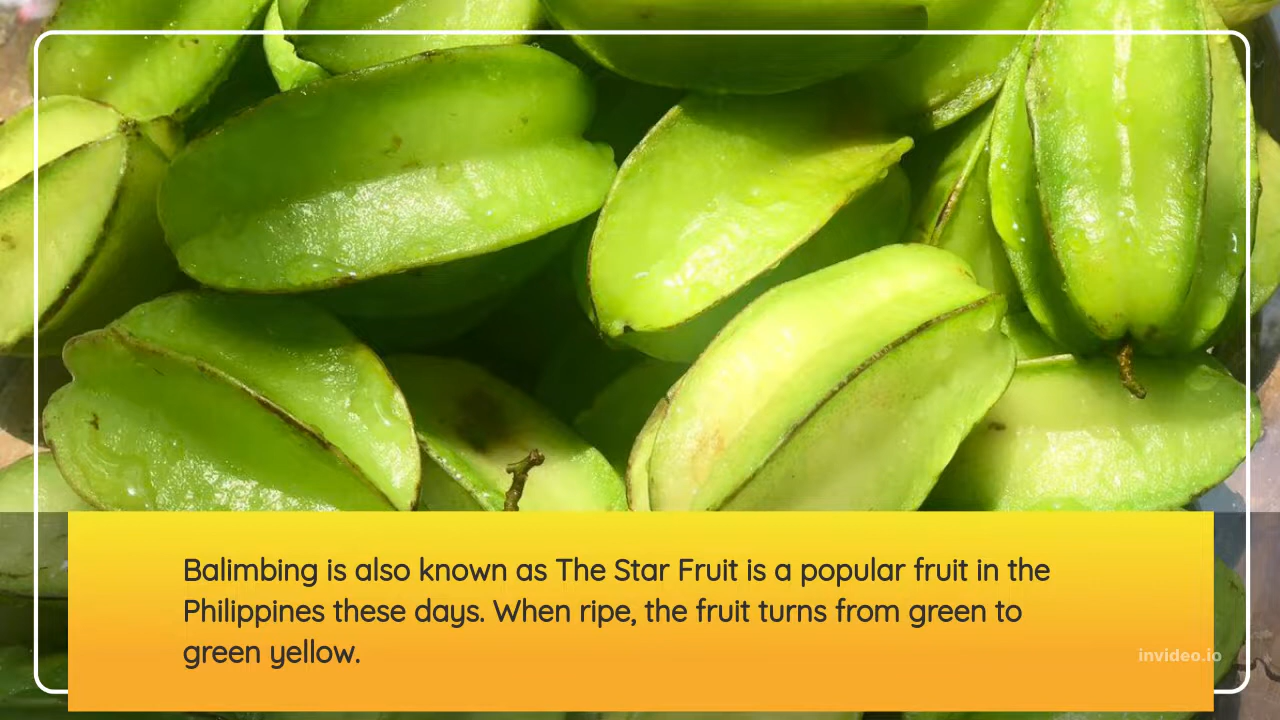 Balimbing is also known as The Star Fruit is a popular fruit in the
Philippines these days. When ripe, the fruit turns from green to
green yellow.
invideo.io